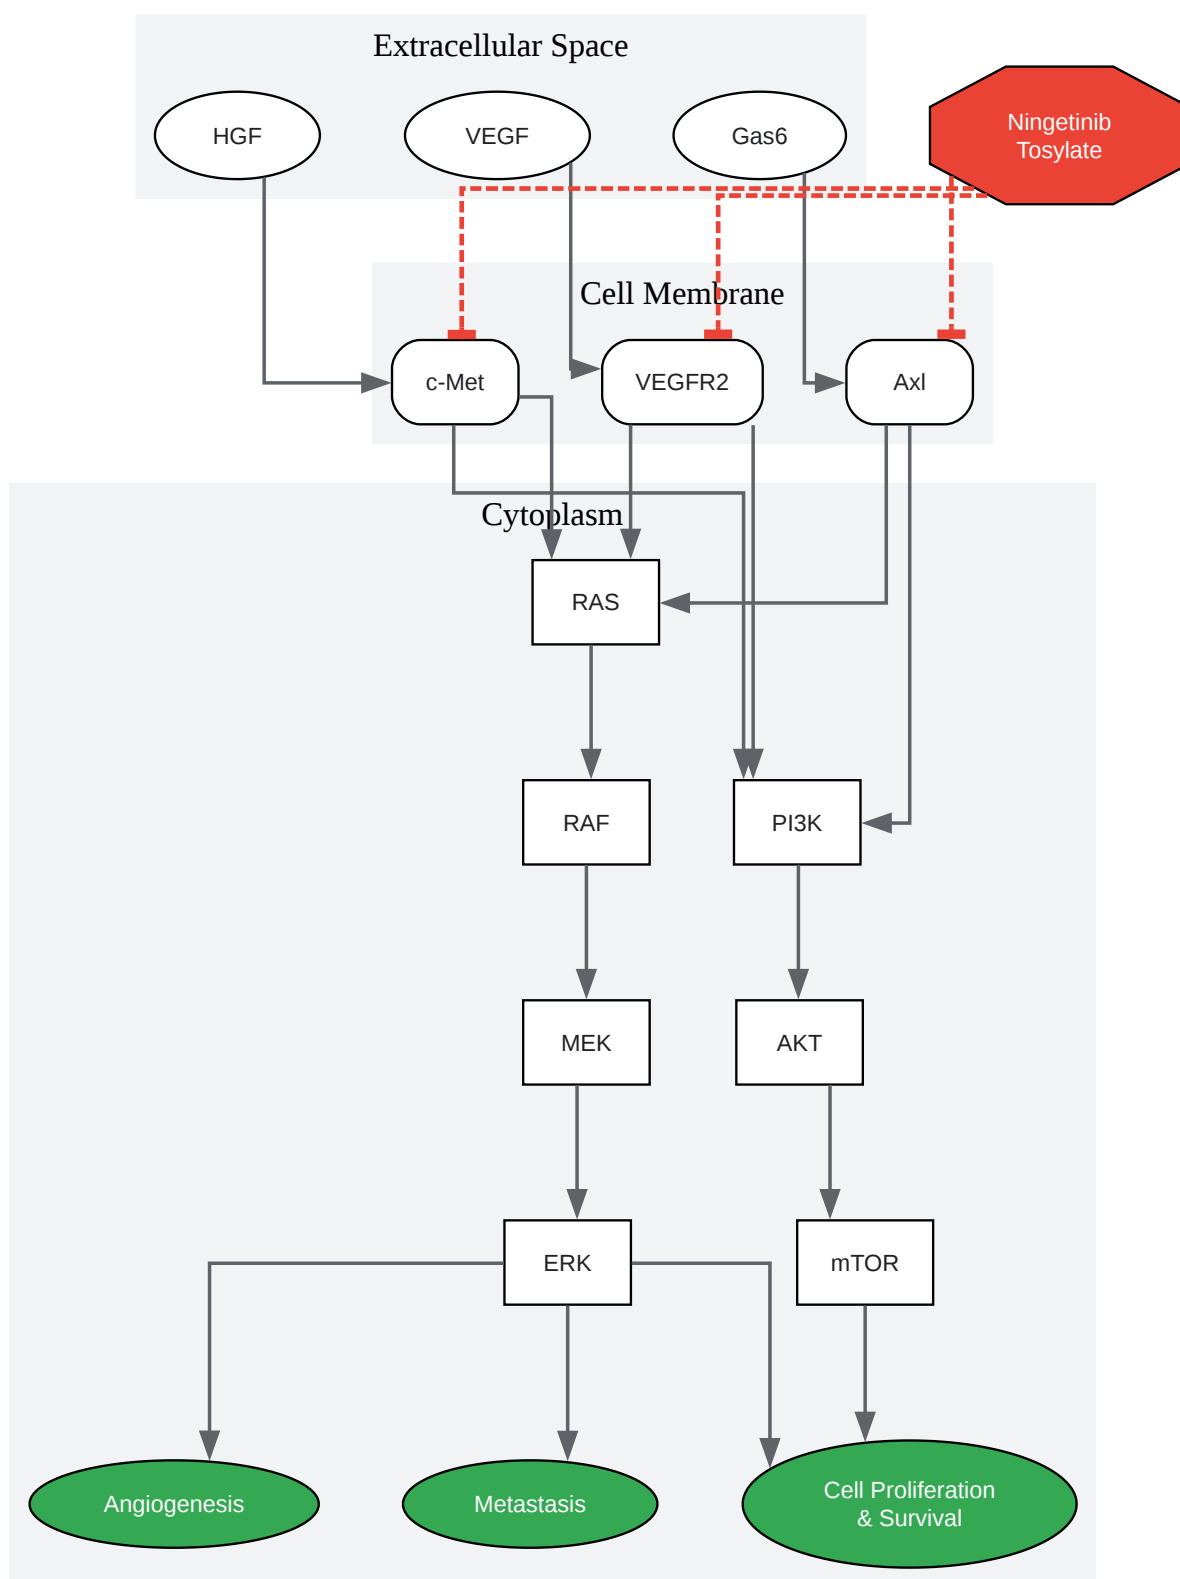 Extracellular Space
HGF
VEGF
Gas6
Ningetinib
Tosylate
Cell Membrane
c-Met
VEGFR2
Axl
Cytoplasm
RAS
RAF
PI3K
MEK
AKT
ERK
mTOR
Angiogenesis
Metastasis
Cell Proliferation
& Survival